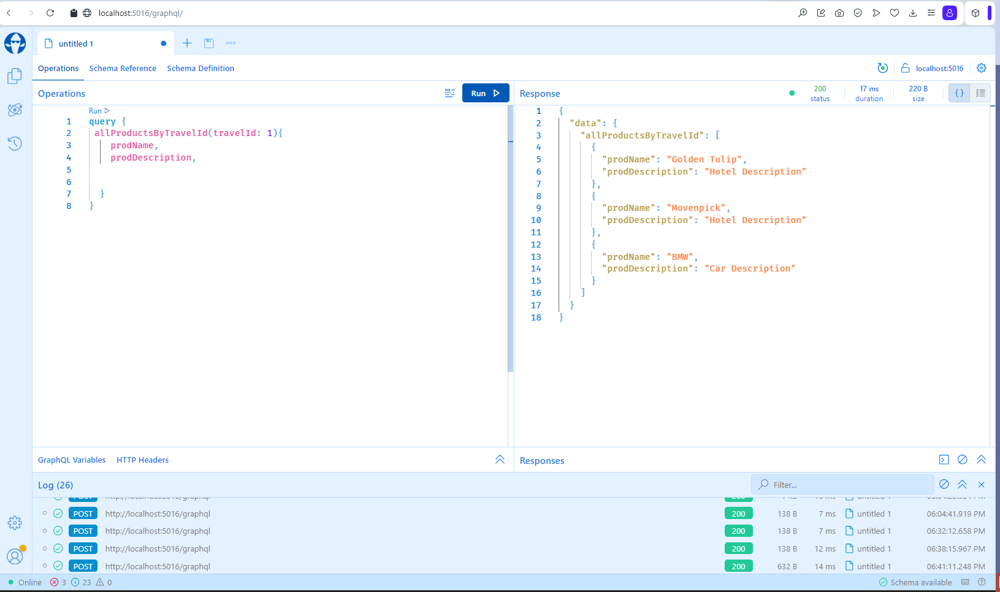 localhost:5016/graphql/
untitled 1
Operations Schema Reference Schema Definition
localhost:5016
Operations
Run
Response
200 status
17 ms duration
220 B size
Run
1 query {
2 allProductsByTravelId(travelId: 1){
3 prodName,
4 prodDescription,
5
6
7 }
8 }
1 {
2 "data": {
3 "allProductsByTravelId": [
4 {
5 "prodName": "Golden Tulip",
6 "prodDescription": "Hotel Description"
7 },
8 {
9 "prodName": "Movenpick",
10 "prodDescription": "Hotel Description"
11 },
12 {
13 "prodName": "BMW",
14 "prodDescription": "Car Description"
15 }
16 ]
17 }
18 }
GraphQL Variables HTTP Headers
Responses
Log (26)
Filter...
POST http://localhost:5016/graphql 200 138 B 7 ms untitled 1 06:04:41.919 PM
POST http://localhost:5016/graphql 200 138 B 7 ms untitled 1 06:32:12.658 PM
POST http://localhost:5016/graphql 200 138 B 12 ms untitled 1 06:38:15.967 PM
POST http://localhost:5016/graphql 200 632 B 14 ms untitled 1 06:41:11.248 PM
Online 3 23 0
Schema available